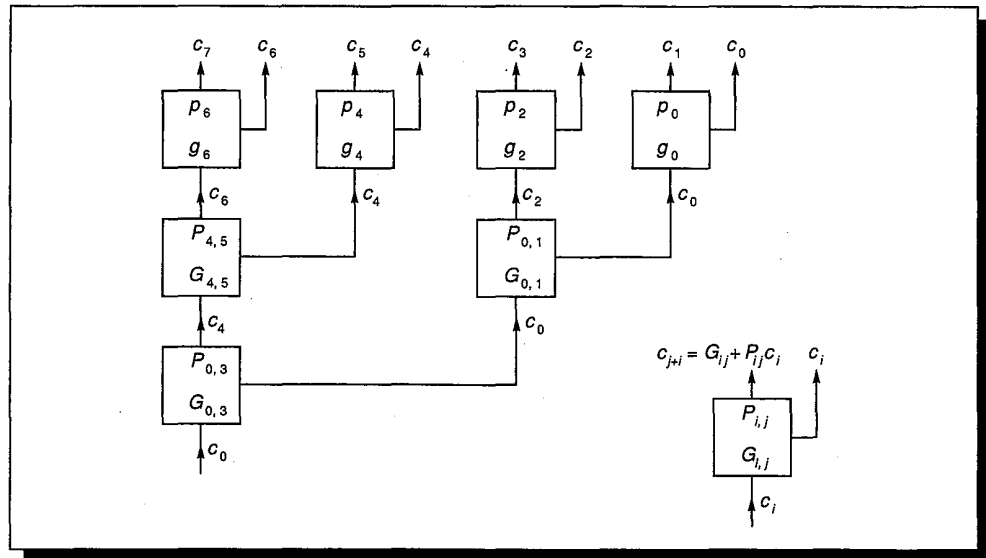 c7 c6 c5 c4 c3 c2 c1 c0
p6 p4 p2 p0
g6 g4 g2 g0
c6 c4 c2 c0
P4, 5 P0, 1
G4, 5 G0, 1
c4 c0
P0, 3
G0, 3
c0
cj+i = Gij + Pij ci ci
Pi, j
Gi, j
ci